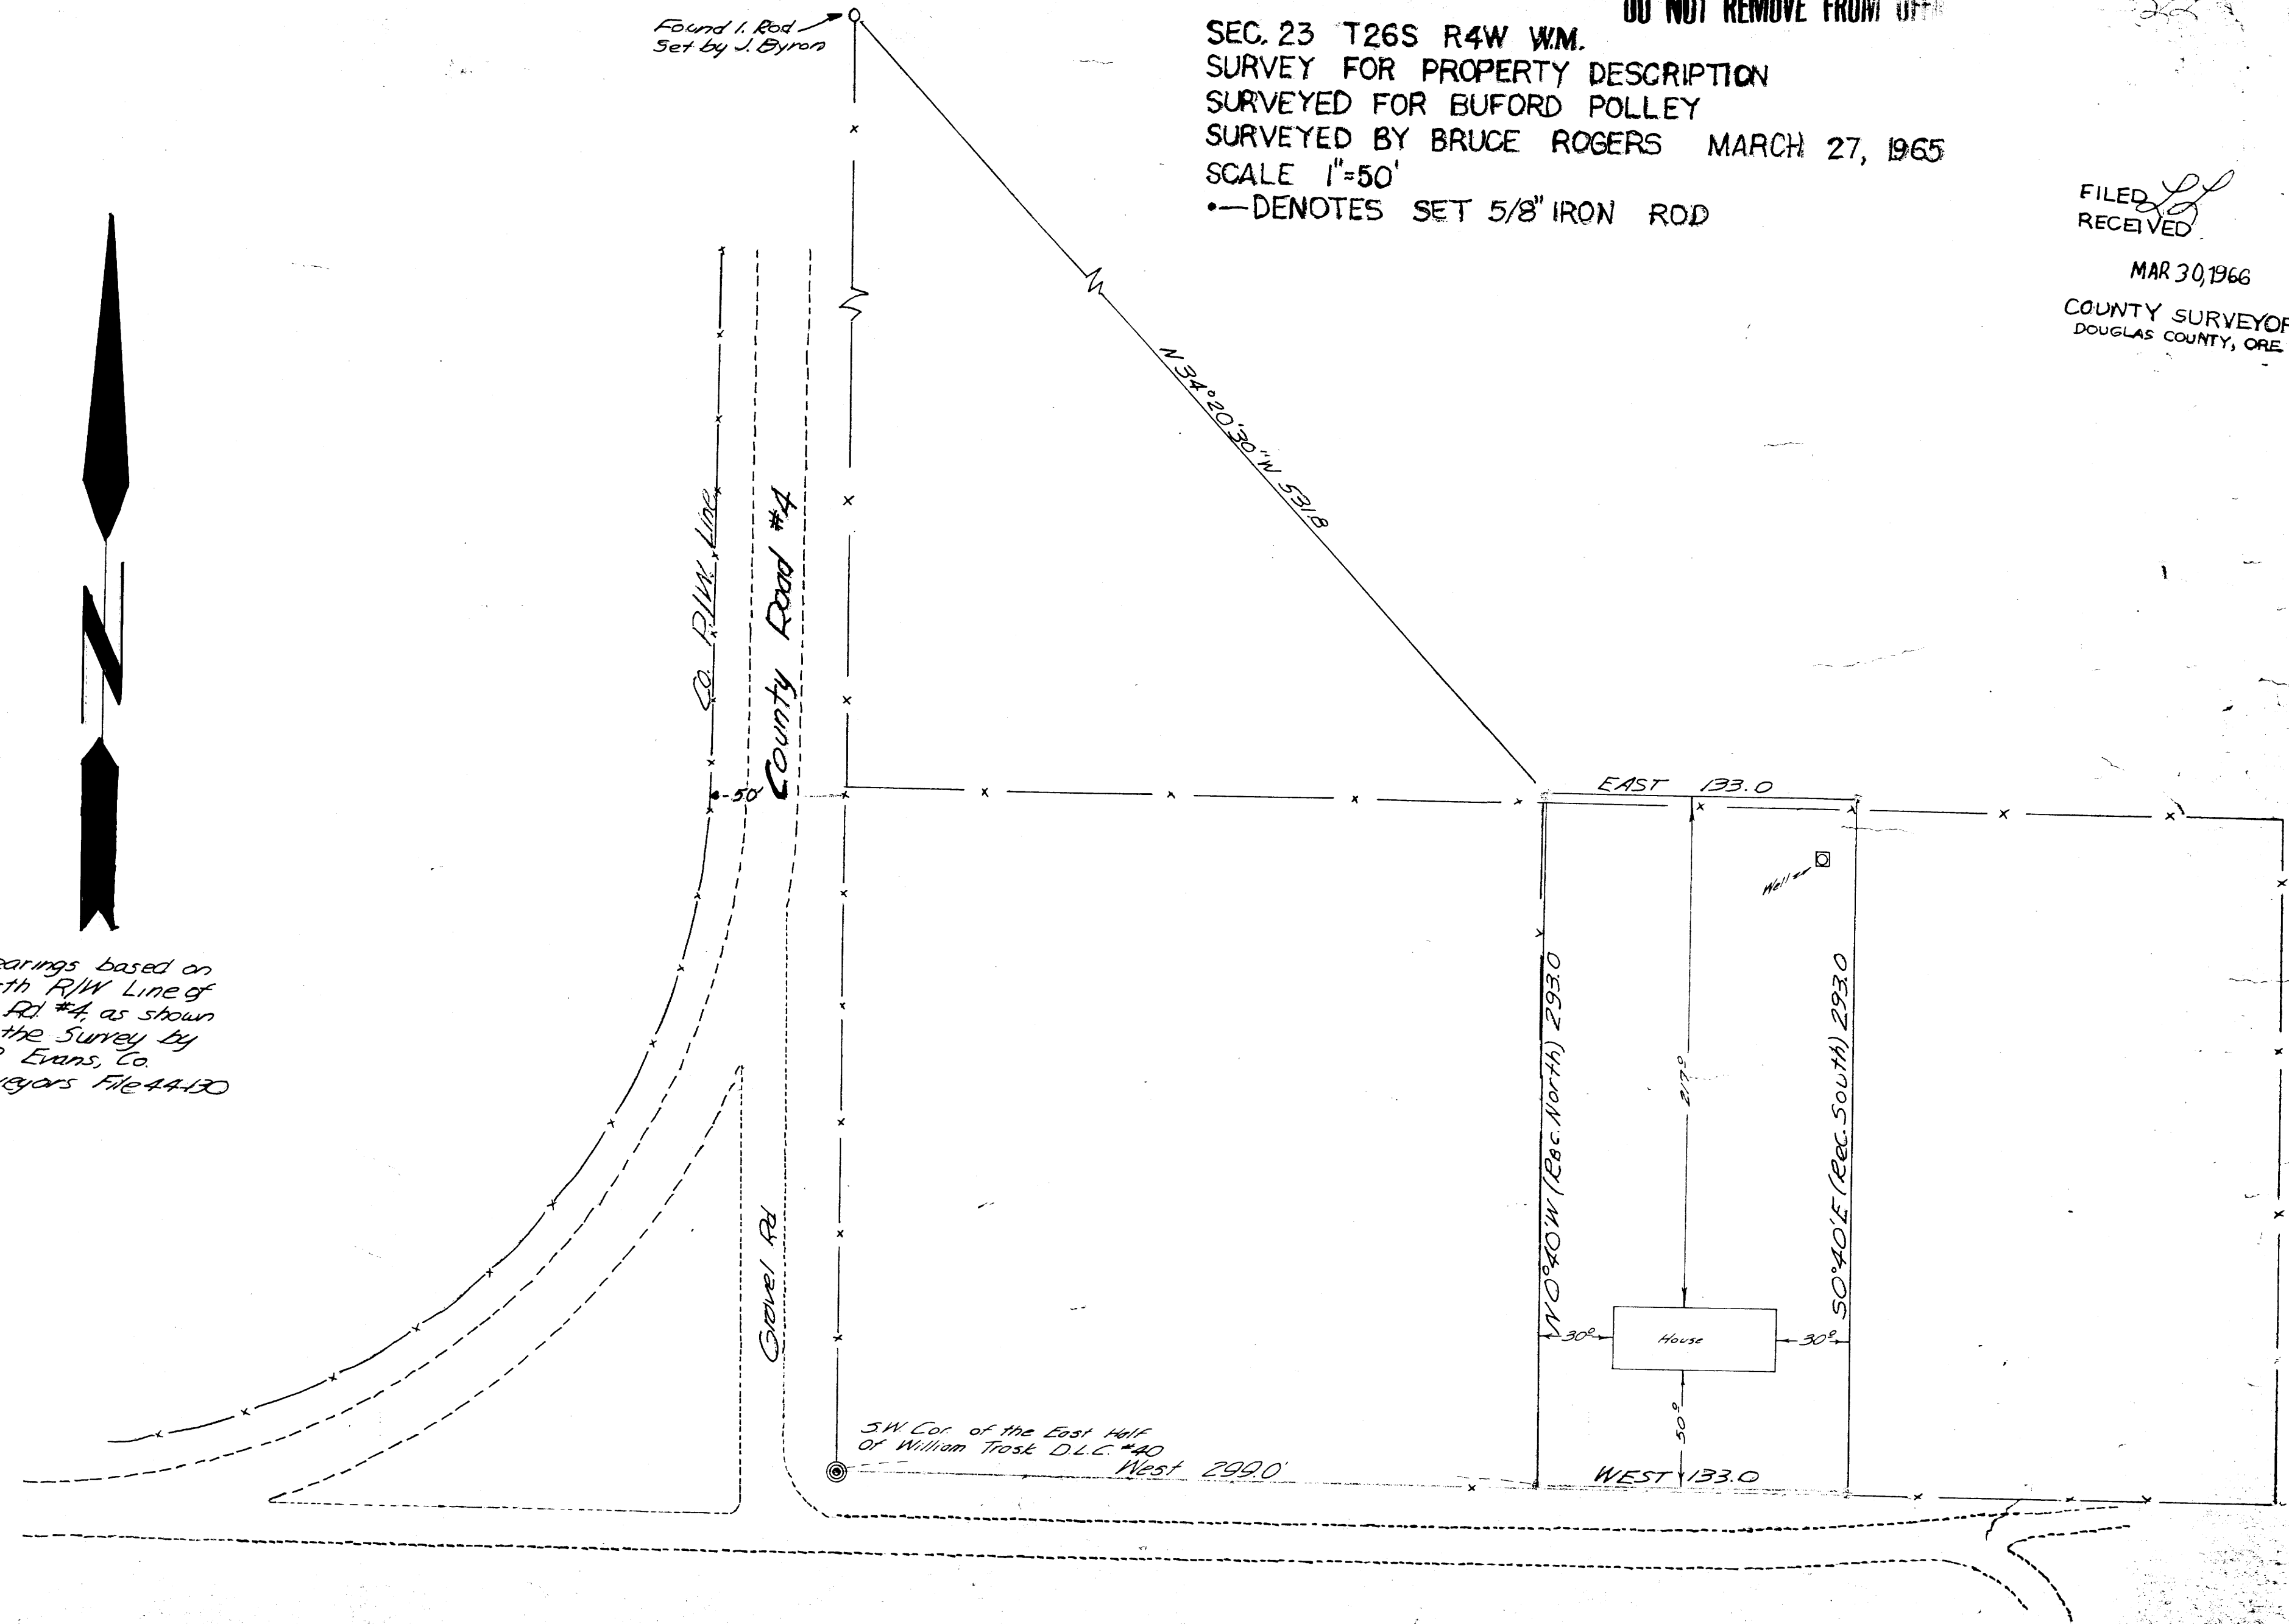 DO NOT REMOVE FROM
Found I. Rod
Set by J. Byron
SEC. 23 T26S R4W W.M.
SURVEY FOR PROPERTY DESCRIPTION
SURVEYED FOR BUFORD POLLEY
SURVEYED BY BRUCE ROGERS MARCH 27, 1965
SCALE 1"=50'
•—DENOTES SET 5/8" IRON ROD
FILED
RECEIVED
MAR 30, 1966
COUNTY SURVEYOR
DOUGLAS COUNTY, ORE
N 34°20'30" W 531.8
Co. R/W Line
County Road #4
N
50'
EAST 133.0
Well
earings based on
th R/W Line of
Rd. #4, as shown
the Survey by
Evans, Co.
eyors File 44-130
N 0°40' W (Rec. North) 293.0
217.0
S 0°40' E (Rec. South) 293.0
Gravel Rd
30.0
House
30.0
50.0
S.W. Cor. of the East Half
of William Trask D.L.C. #40
West 299.0'
WEST 133.0